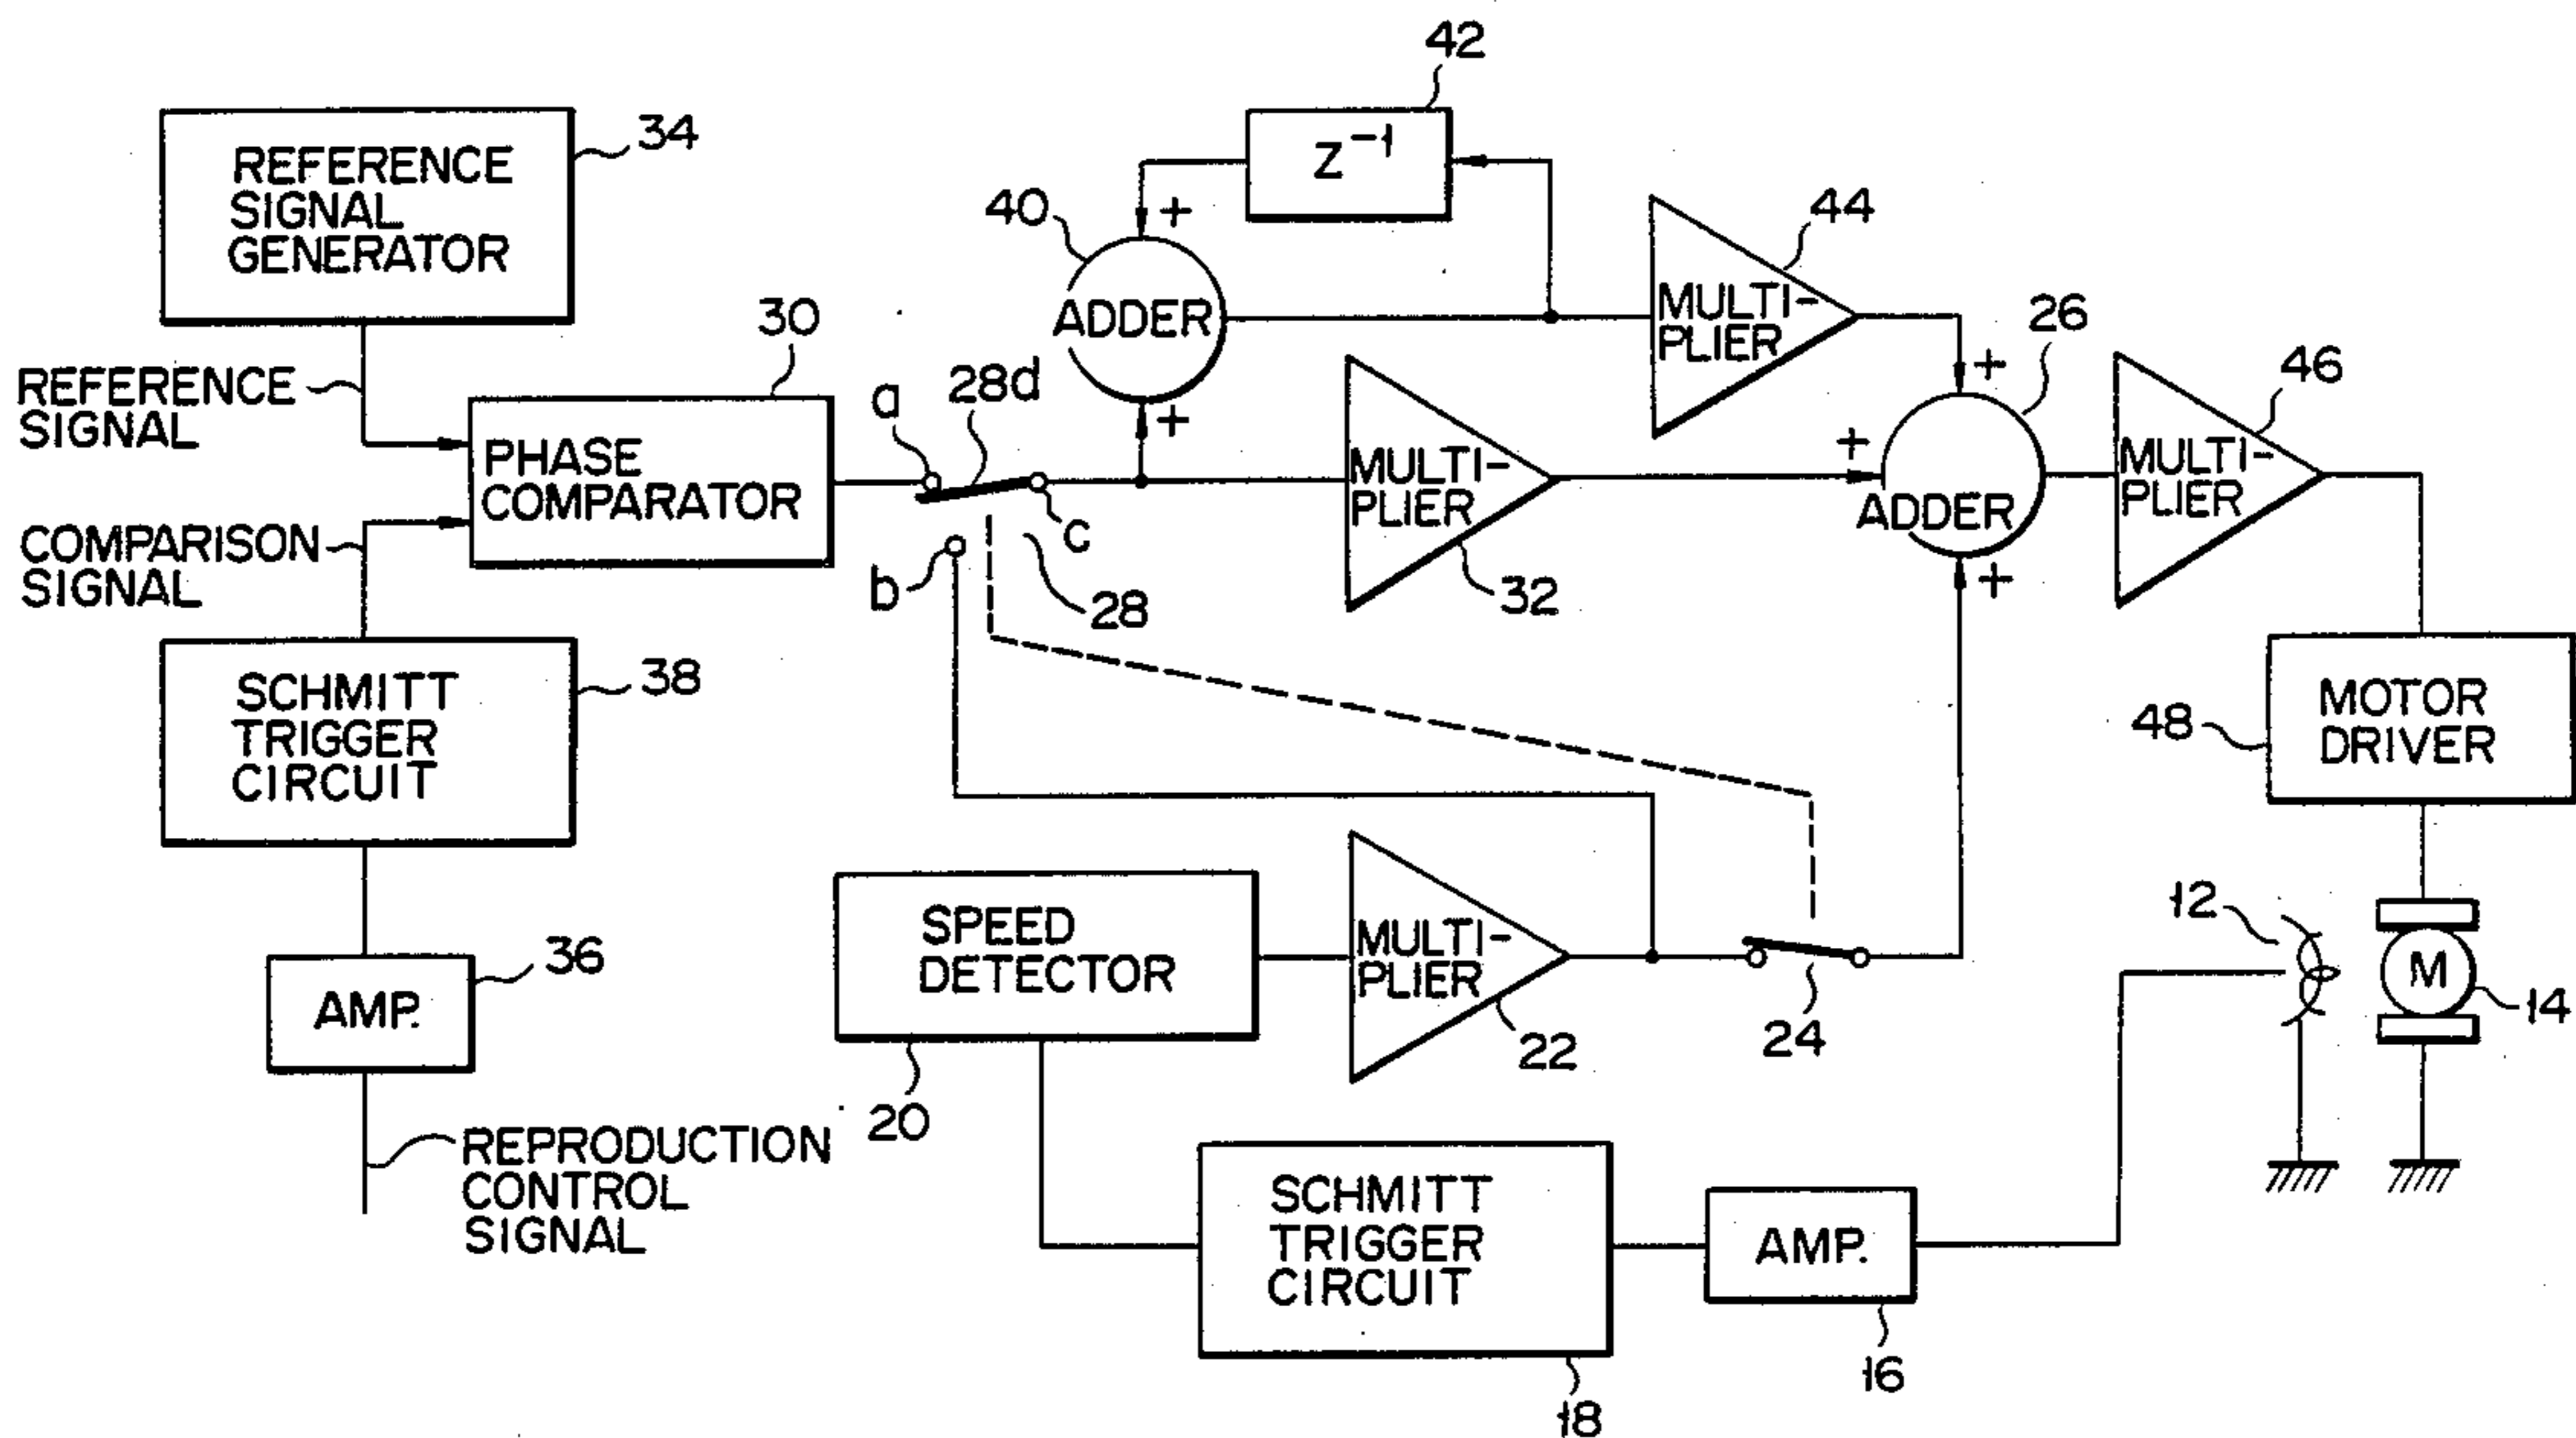 42
34
REFERENCE
SIGNAL
GENERATOR
Z⁻¹
40
+
44
ADDER
MULTI-
PLIER
30
26
REFERENCE
SIGNAL
a
28d
+
+
+
46
PHASE
COMPARATOR
MULTI-
PLIER
ADDER
MULTI-
PLIER
COMPARISON
SIGNAL
b
c
28
32
+
SCHMITT
TRIGGER
CIRCUIT
38
MOTOR
DRIVER
48
SPEED
DETECTOR
MULTI-
PLIER
12
M
14
36
AMP.
20
22
24
REPRODUCTION
CONTROL
SIGNAL
SCHMITT
TRIGGER
CIRCUIT
AMP.
16
18